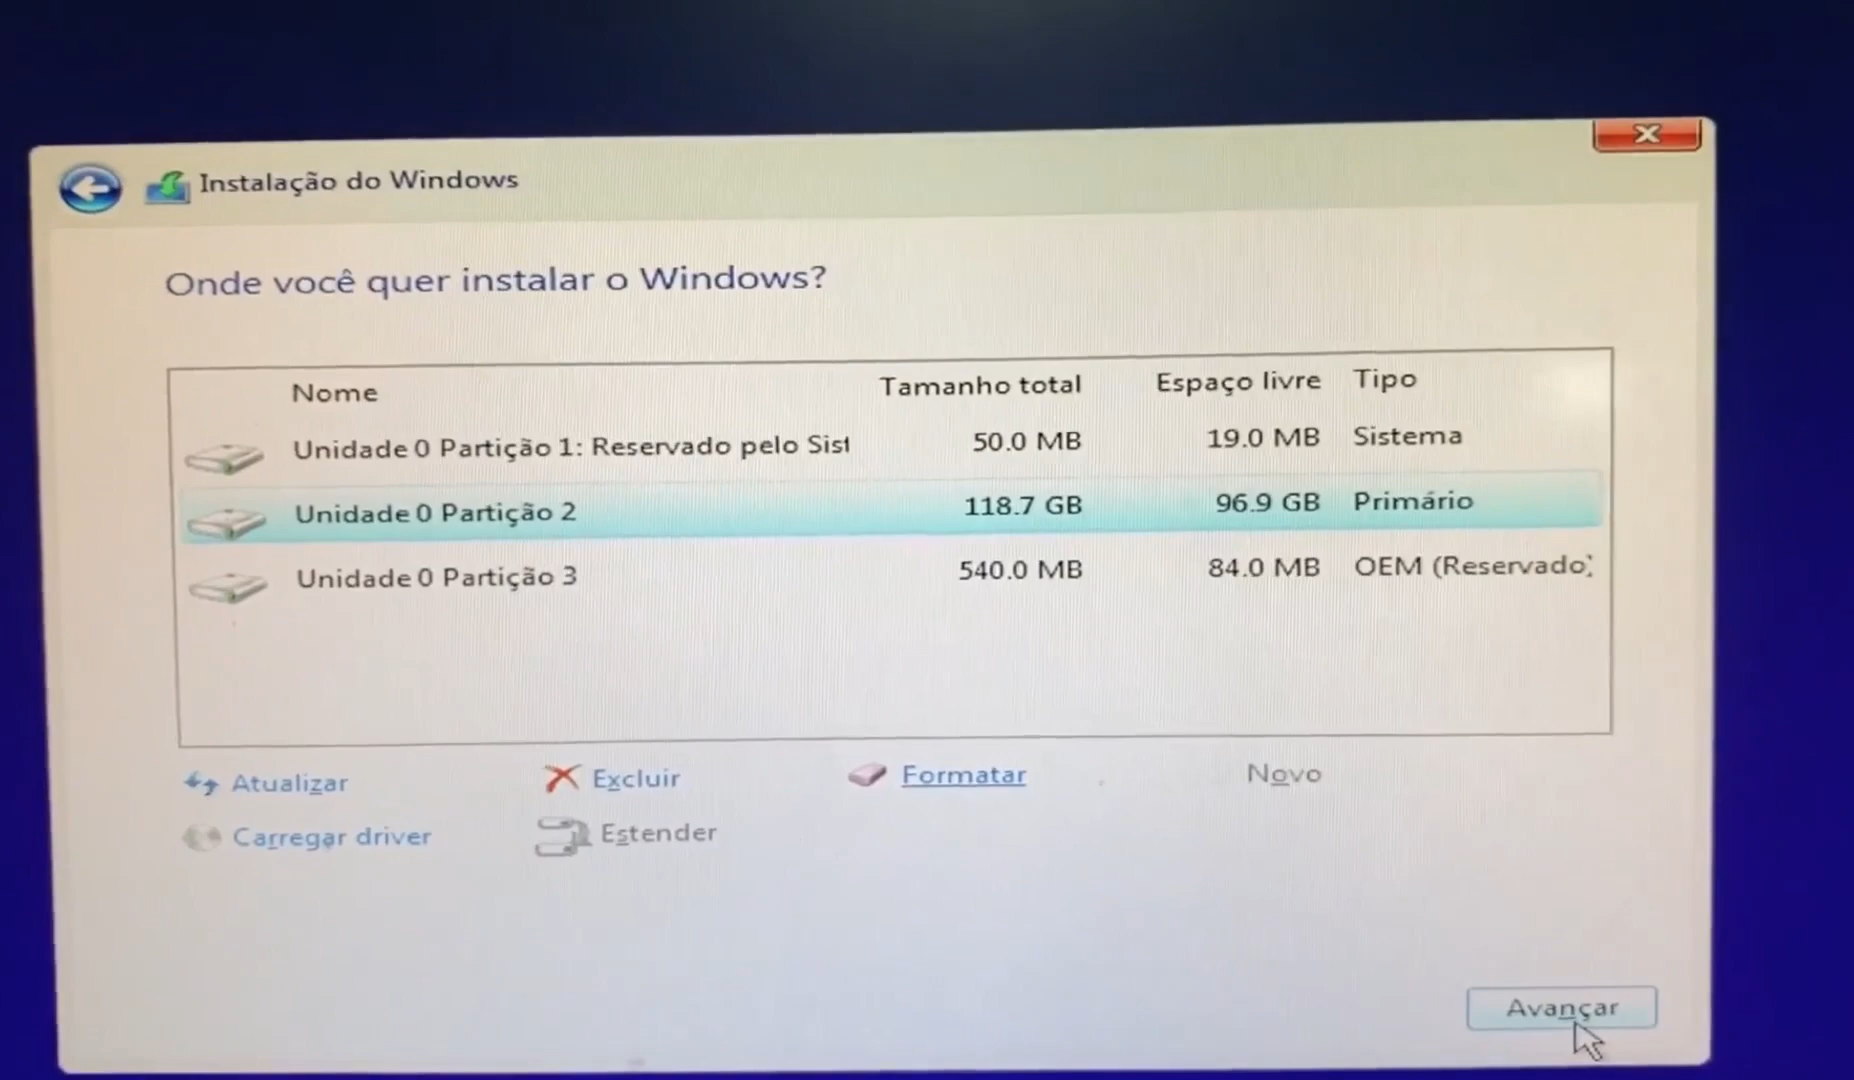 Instalação do Windows
Onde você quer instalar o Windows?
Nome Tamanho total Espaço livre Tipo
Unidade 0 Partição 1: Reservado pelo Sist 50.0 MB 19.0 MB Sistema
Unidade 0 Partição 2 118.7 GB 96.9 GB Primário
Unidade 0 Partição 3 540.0 MB 84.0 MB OEM (Reservado)
Atualizar Excluir Formatar Novo
Carregar driver Estender
Avançar